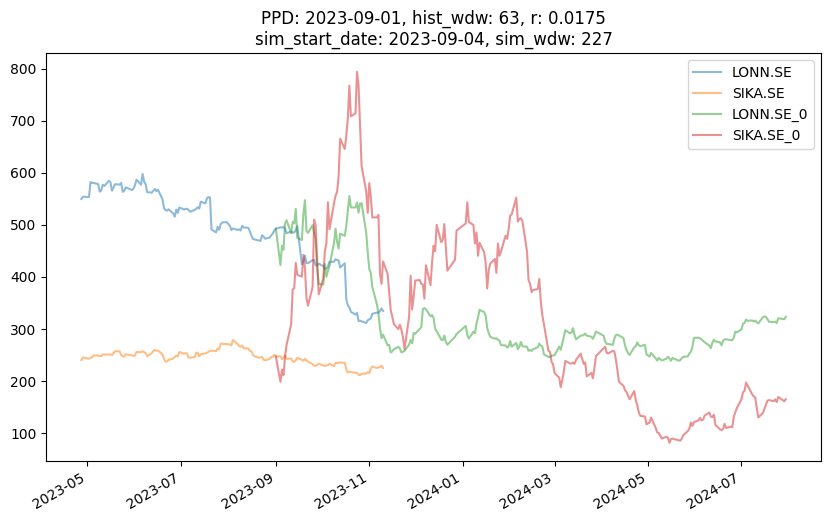 PPD: 2023-09-01, hist_wdw: 63, r: 0.0175
sim_start_date: 2023-09-04, sim_wdw: 227
LONN.SE
SIKA.SE
LONN.SE_0
SIKA.SE_0
800
700
600
500
400
300
200
100
2023-05
2023-07
2023-09
2023-11
2024-01
2024-03
2024-05
2024-07